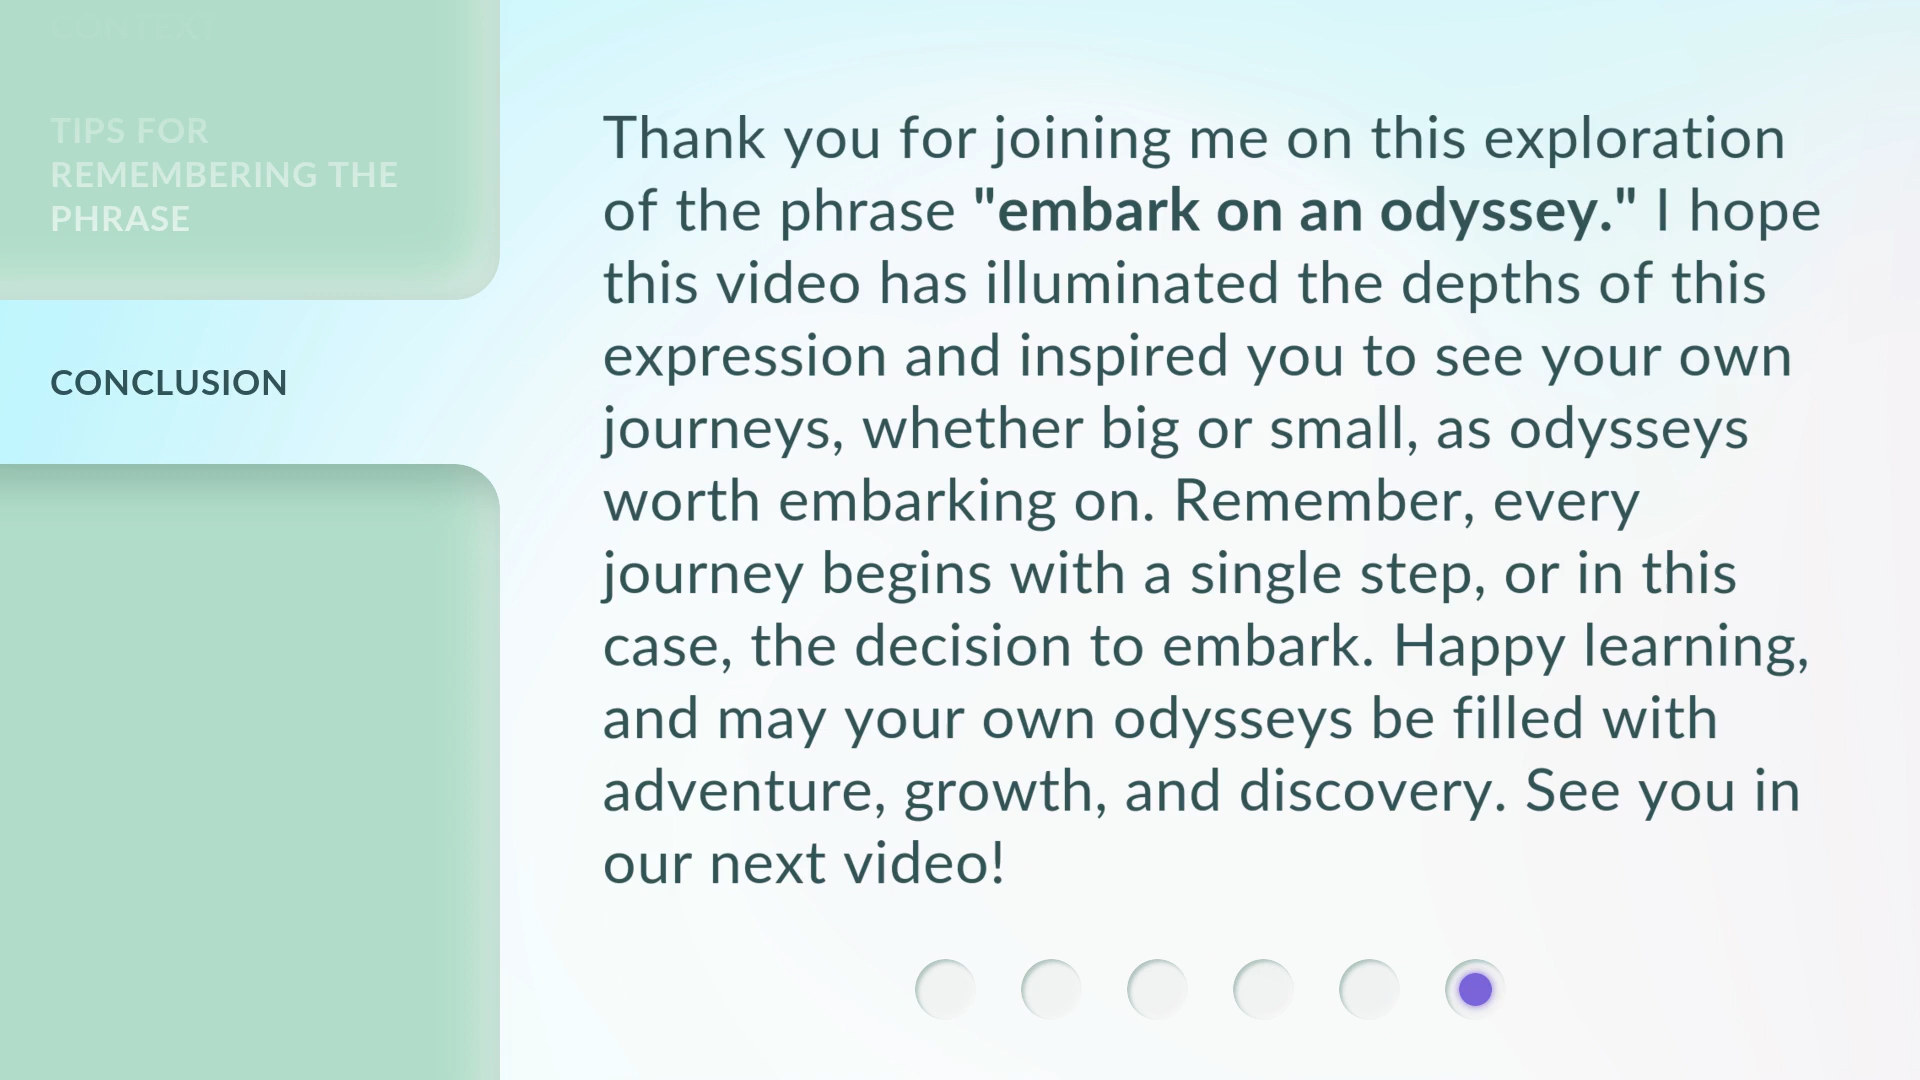 CONTEXT
TIPS FOR
REMEMBERING THE
PHRASE
CONCLUSION
Thank you for joining me on this exploration
of the phrase "embark on an odyssey." I hope
this video has illuminated the depths of this
expression and inspired you to see your own
journeys, whether big or small, as odysseys
worth embarking on. Remember, every
journey begins with a single step, or in this
case, the decision to embark. Happy learning,
and may your own odysseys be filled with
adventure, growth, and discovery. See you in
our next video!